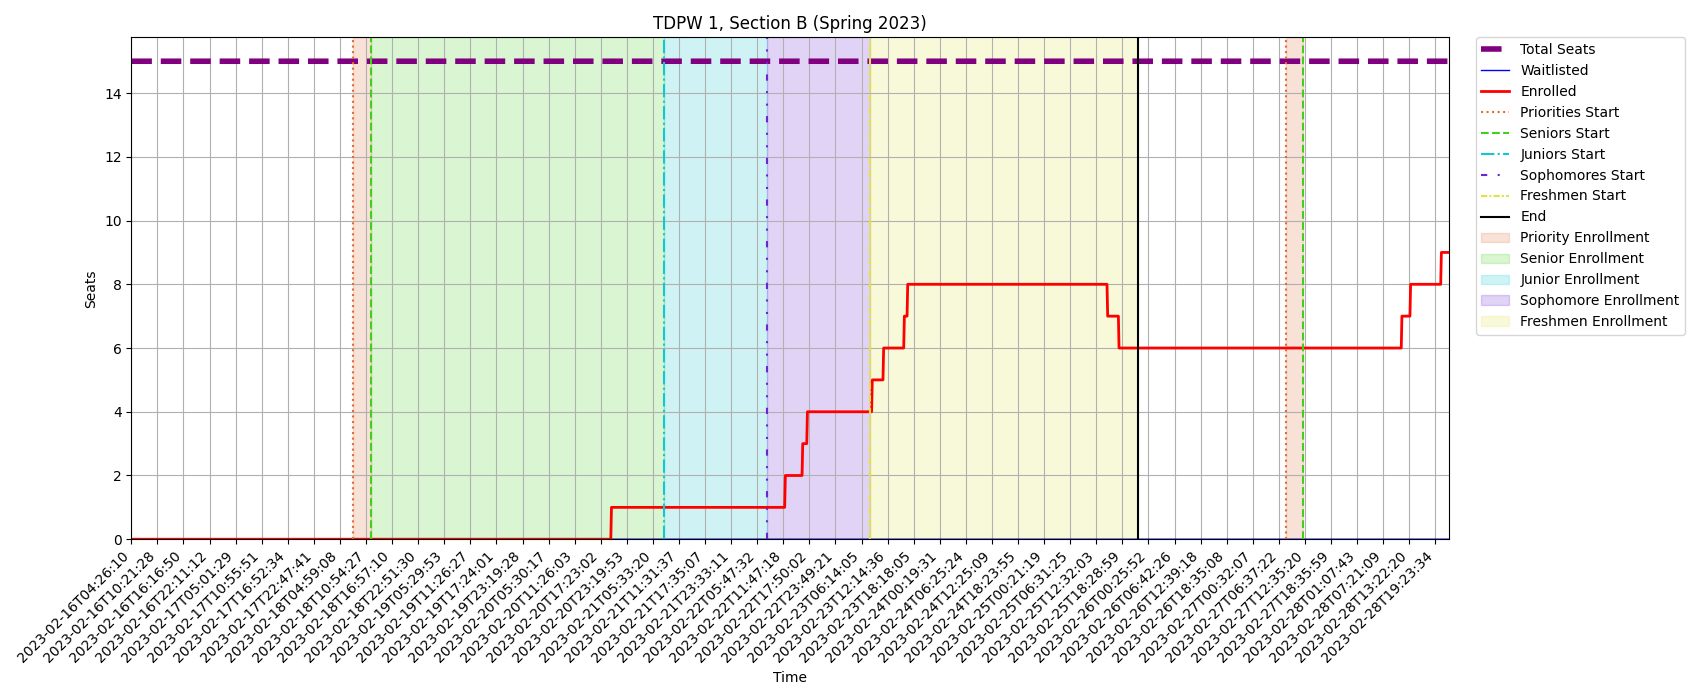 TDPW 1, Section B (Spring 2023)
Seats
14
12
10
8
6
4
2
0
2023-02-16T04:26:10
2023-02-16T10:21:28
2023-02-16T16:16:50
2023-02-16T22:11:12
2023-02-17T05:01:29
2023-02-17T10:55:51
2023-02-17T16:52:34
2023-02-17T22:47:41
2023-02-18T04:59:08
2023-02-18T10:54:27
2023-02-18T16:57:10
2023-02-18T22:51:30
2023-02-19T05:29:53
2023-02-19T11:26:27
2023-02-19T17:24:01
2023-02-19T23:19:28
2023-02-20T05:30:17
2023-02-20T11:26:03
2023-02-20T17:23:02
2023-02-20T23:19:53
2023-02-21T05:33:20
2023-02-21T11:31:37
2023-02-21T17:35:07
2023-02-21T23:33:11
2023-02-22T05:47:32
2023-02-22T11:47:18
2023-02-22T17:50:02
2023-02-22T23:49:21
2023-02-23T06:14:05
2023-02-23T12:14:36
2023-02-23T18:18:05
2023-02-24T00:19:31
2023-02-24T06:25:24
2023-02-24T12:25:09
2023-02-24T18:23:55
2023-02-25T00:21:19
2023-02-25T06:31:25
2023-02-25T12:32:03
2023-02-25T18:28:59
2023-02-26T00:25:52
2023-02-26T06:42:26
2023-02-26T12:39:18
2023-02-26T18:35:08
2023-02-27T00:32:07
2023-02-27T06:37:22
2023-02-27T12:35:20
2023-02-27T18:35:59
2023-02-28T01:07:43
2023-02-28T07:21:09
2023-02-28T13:22:20
2023-02-28T19:23:34
Time
Total Seats
Waitlisted
Enrolled
Priorities Start
Seniors Start
Juniors Start
Sophomores Start
Freshmen Start
End
Priority Enrollment
Senior Enrollment
Junior Enrollment
Sophomore Enrollment
Freshmen Enrollment